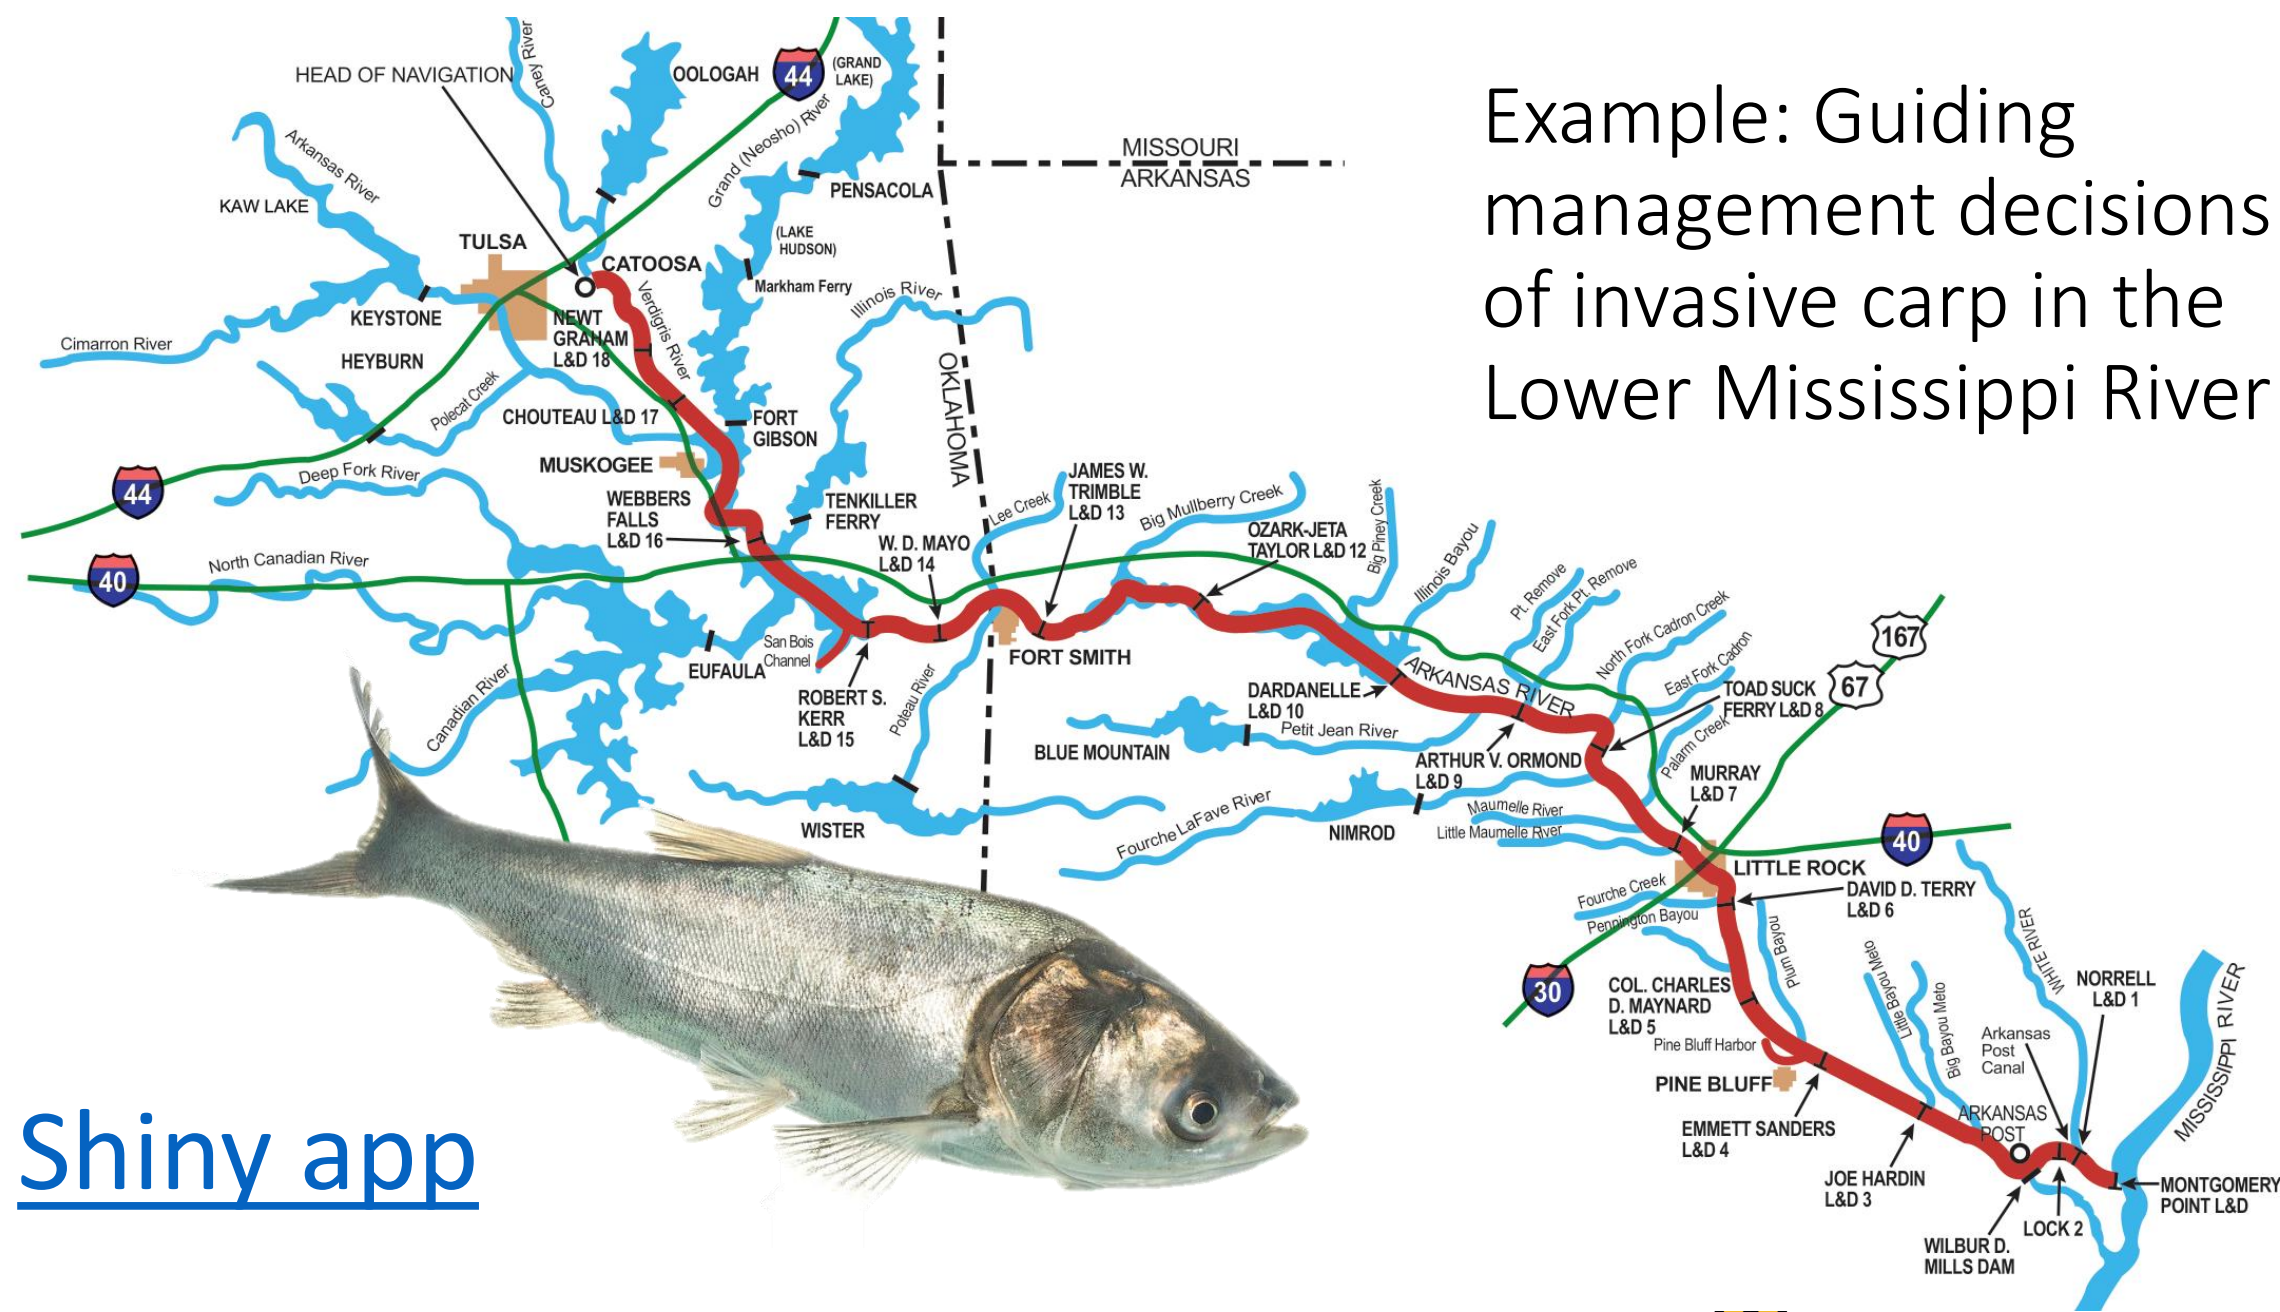 Example: Guiding
management decisions
of invasive carp in the
Lower Mississippi River
Shiny app
HEAD OF NAVIGATION
Caney River
OOLOGAH
44
(GRAND
LAKE)
Grand (Neosho) River
Arkansas River
KAW LAKE
PENSACOLA
MISSOURI
ARKANSAS
TULSA
(LAKE
HUDSON)
CATOOSA
Markham Ferry
Illinois River
KEYSTONE
Verdigris River
NEWT
GRAHAM
L&D 18
Cimarron River
HEYBURN
Polecat Creek
CHOUTEAU L&D 17
FORT
GIBSON
OKLAHOMA
MUSKOGEE
Deep Fork River
44
WEBBERS
FALLS
L&D 16
TENKILLER
FERRY
W. D. MAYO
L&D 14
Lee Creek
JAMES W.
TRIMBLE
L&D 13
Big Mullberry Creek
OZARK-JETA
TAYLOR L&D 12
Big Piney Creek
Illinois Bayou
Pt. Remove
East Fork Pt. Remove
North Fork Cadron Creek
East Fork Cadron
167
67
40
North Canadian River
San Bois
Channel
EUFAULA
Canadian River
ROBERT S.
KERR
L&D 15
Poteau River
FORT SMITH
DARDANELLE
L&D 10
ARKANSAS RIVER
TOAD SUCK
FERRY L&D 8
Palarm Creek
BLUE MOUNTAIN
Petit Jean River
ARTHUR V. ORMOND
L&D 9
MURRAY
L&D 7
WISTER
Fourche LaFave River
NIMROD
Maumelle River
Little Maumelle River
40
LITTLE ROCK
DAVID D. TERRY
L&D 6
Fourche Creek
Pennington Bayou
Plum Bayou
30
COL. CHARLES
D. MAYNARD
L&D 5
Pine Bluff Harbor
PINE BLUFF
Little Bayou Meto
Big Bayou Meto
WHITE RIVER
NORRELL
L&D 1
Arkansas
Post
Canal
MISSISSIPPI RIVER
EMMETT SANDERS
L&D 4
ARKANSAS
POST
JOE HARDIN
L&D 3
MONTGOMERY
POINT L&D
LOCK 2
WILBUR D.
MILLS DAM